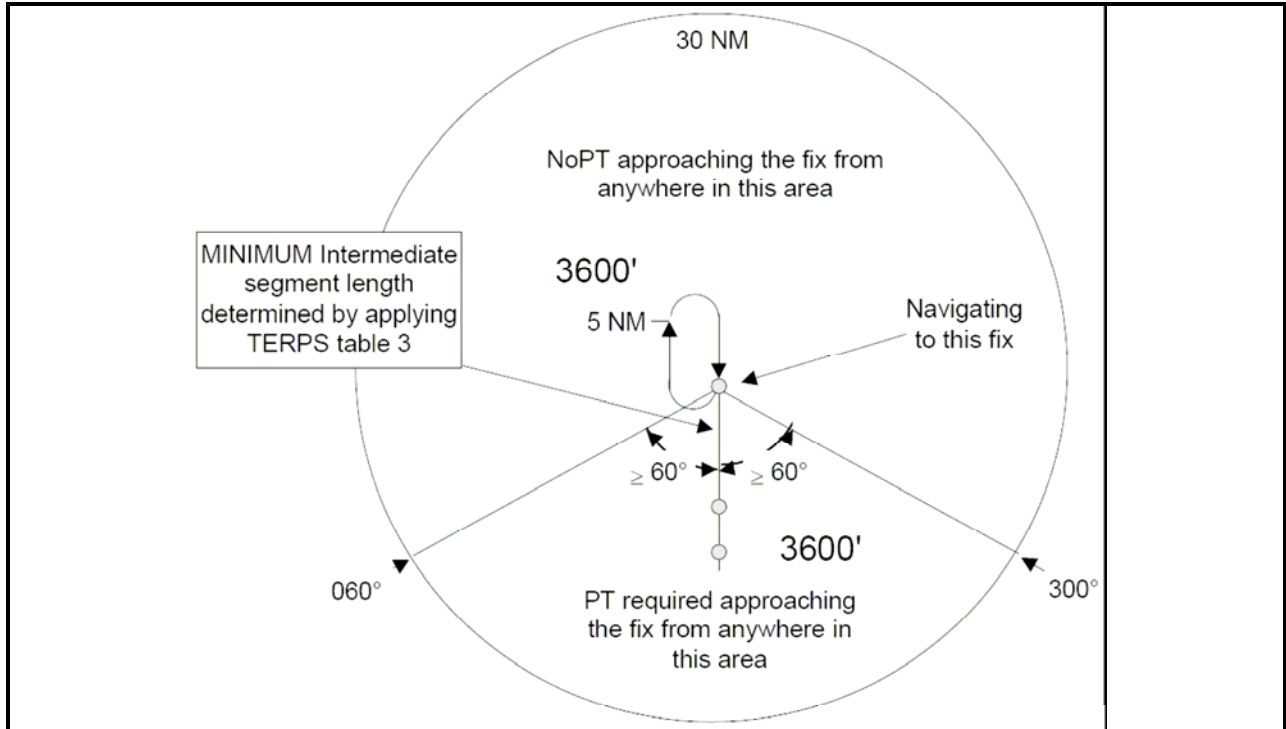 30 NM
NoPT approaching the fix from
anywhere in this area
MINIMUM Intermediate
segment length
determined by applying
TERPS table 3
3600'
5 NM
Navigating
to this fix
≥ 60°
≥ 60°
3600'
060°
300°
PT required approaching
the fix from anywhere in
this area